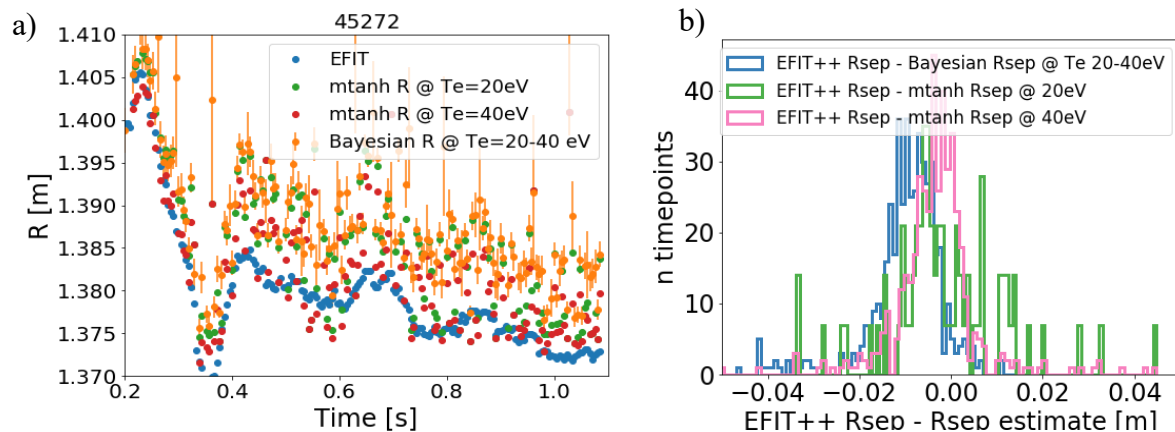 a)
45272
R [m]
1.410
1.405
1.400
1.395
1.390
1.385
1.380
1.375
1.370
EFIT
mtanh R @ Te=20eV
mtanh R @ Te=40eV
Bayesian R @ Te=20-40 eV
0.2
0.4
0.6
0.8
1.0
Time [s]
b)
n timepoints
40
30
20
10
0
EFIT++ Rsep - Bayesian Rsep @ Te 20-40eV
EFIT++ Rsep - mtanh Rsep @ 20eV
EFIT++ Rsep - mtanh Rsep @ 40eV
−0.04
−0.02
0.00
0.02
0.04
EFIT++ Rsep - Rsep estimate [m]